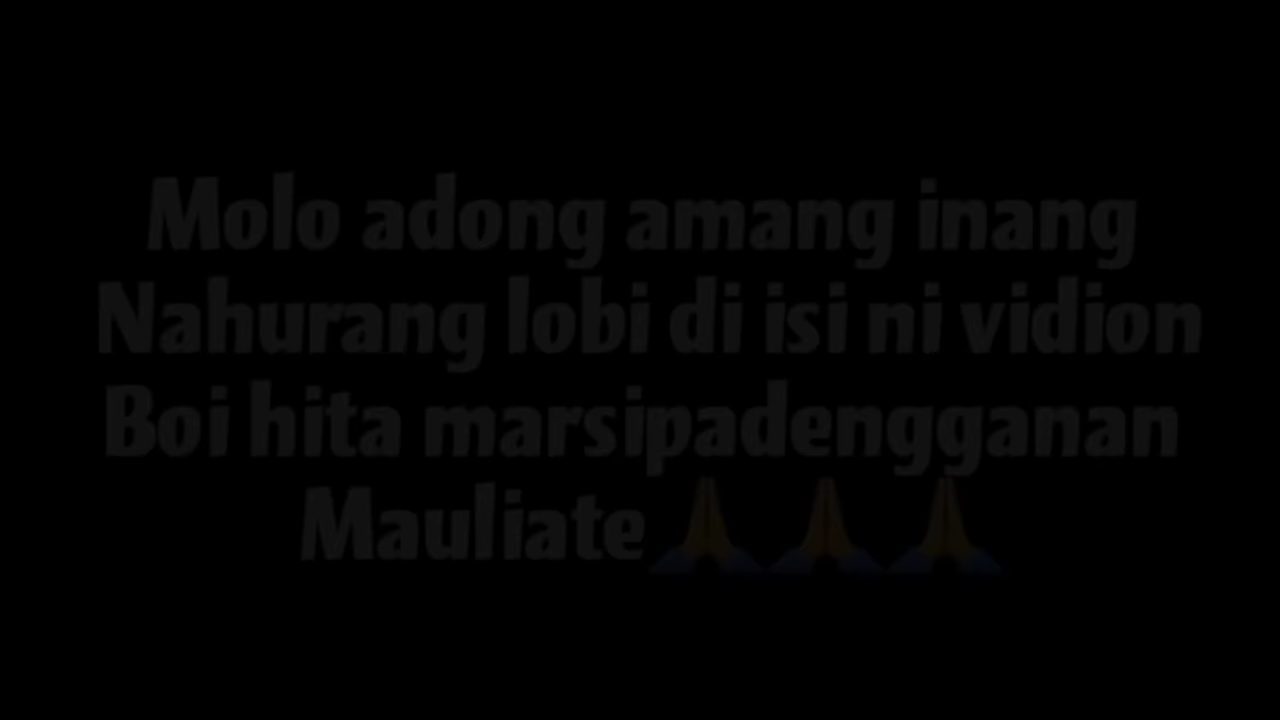 Molo adong amang inang
Nahurang lobi di isi ni vidion
Boi hita marsipadengganan
Mauliate🙏🙏🙏